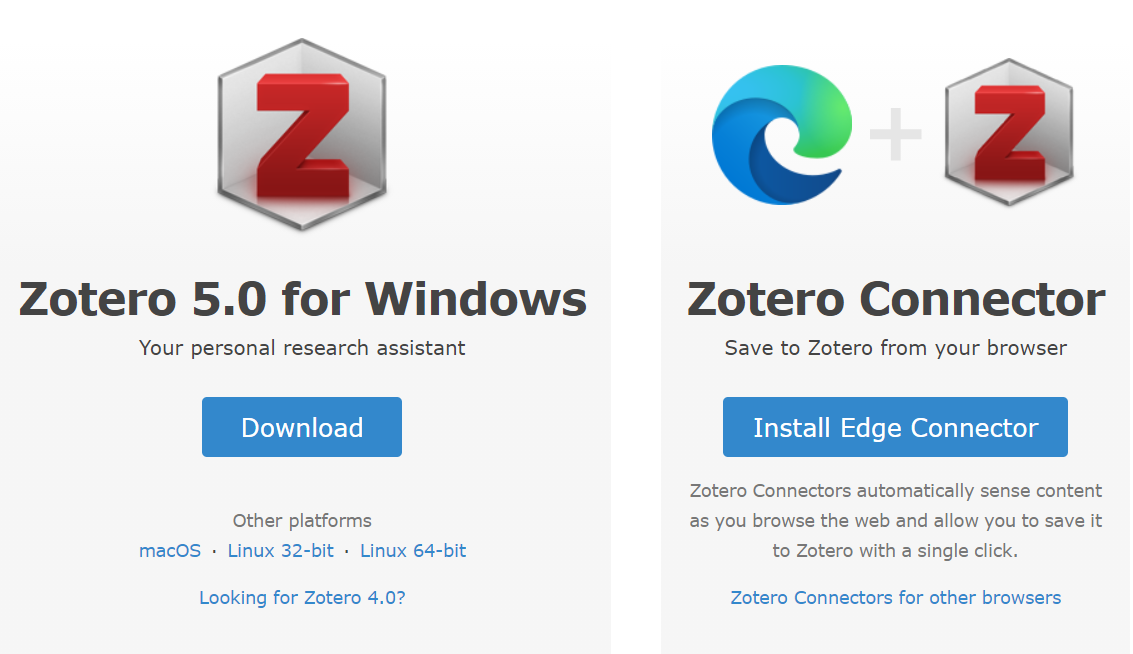 Z
Z
Zotero 5.0 for Windows
Your personal research assistant
Download
Other platforms
macOS · Linux 32-bit · Linux 64-bit
Looking for Zotero 4.0?
Zotero Connector
Save to Zotero from your browser
Install Edge Connector
Zotero Connectors automatically sense content
as you browse the web and allow you to save it
to Zotero with a single click.
Zotero Connectors for other browsers